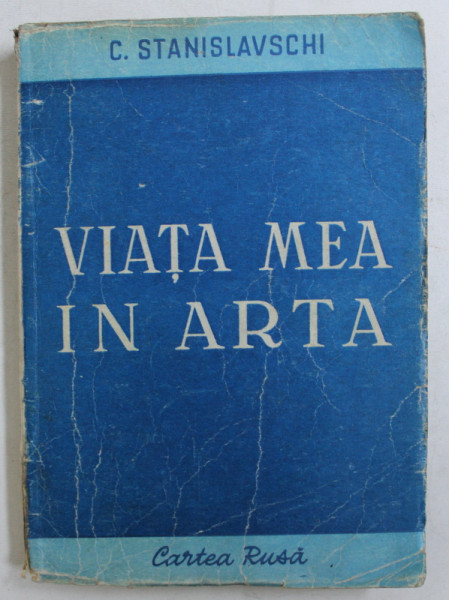 C. STANISLAVSCHI
VIAȚA MEA
IN ARTA
Cartea Rusă